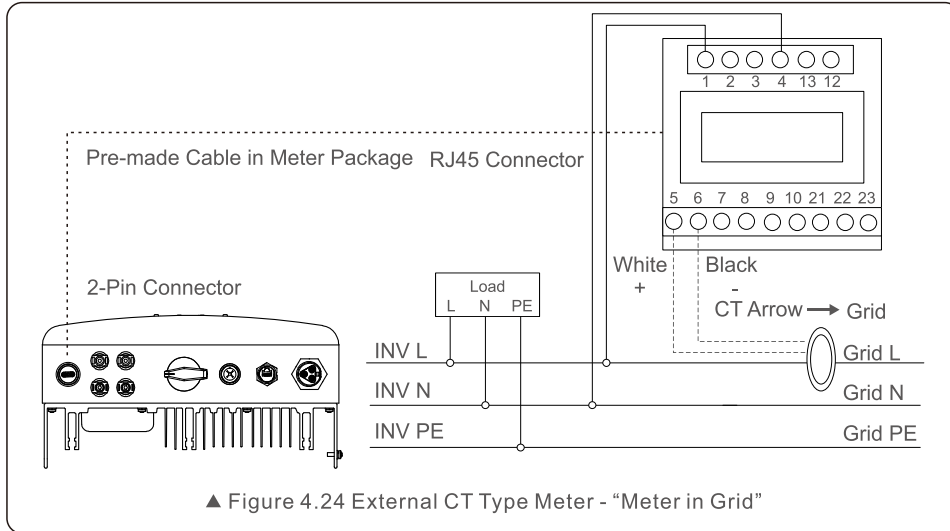 1 2 3 4 13 12
Pre-made Cable in Meter Package RJ45 Connector
5 6 7 8 9 10 21 22 23
White Black
+ -
2-Pin Connector
Load
L N PE
CT Arrow → Grid
INV L Grid L
INV N Grid N
INV PE Grid PE
▲ Figure 4.24 External CT Type Meter - “Meter in Grid”